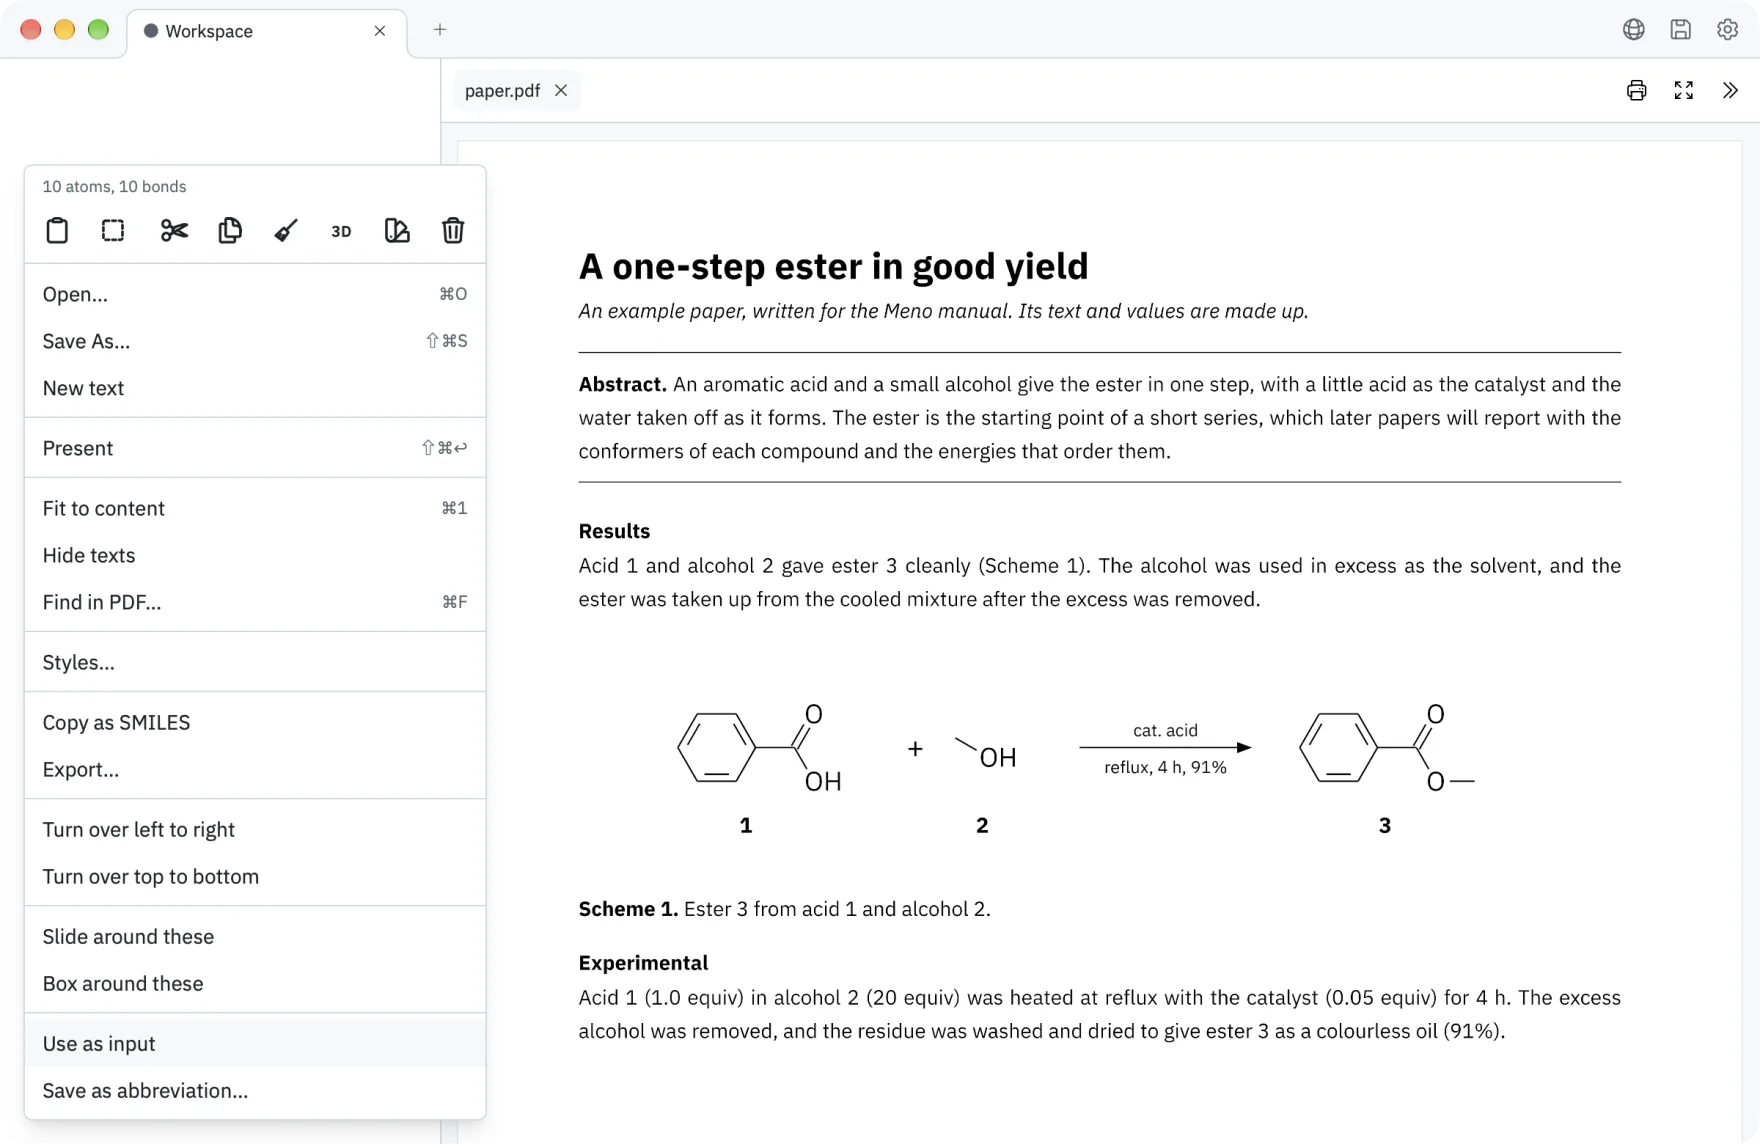 Workspace
paper.pdf
10 atoms, 10 bonds
3D
Open... ⌘O
Save As... ⇧⌘S
New text
Present ⇧⌘↩
Fit to content ⌘1
Hide texts
Find in PDF... ⌘F
Styles...
Copy as SMILES
Export...
Turn over left to right
Turn over top to bottom
Slide around these
Box around these
Use as input
Save as abbreviation...
A one-step ester in good yield
An example paper, written for the Meno manual. Its text and values are made up.
Abstract. An aromatic acid and a small alcohol give the ester in one step, with a little acid as the catalyst and the
water taken off as it forms. The ester is the starting point of a short series, which later papers will report with the
conformers of each compound and the energies that order them.
Results
Acid 1 and alcohol 2 gave ester 3 cleanly (Scheme 1). The alcohol was used in excess as the solvent, and the
ester was taken up from the cooled mixture after the excess was removed.
O
OH
+
OH
cat. acid
reflux, 4 h, 91%
O
O
1 2 3
Scheme 1. Ester 3 from acid 1 and alcohol 2.
Experimental
Acid 1 (1.0 equiv) in alcohol 2 (20 equiv) was heated at reflux with the catalyst (0.05 equiv) for 4 h. The excess
alcohol was removed, and the residue was washed and dried to give ester 3 as a colourless oil (91%).